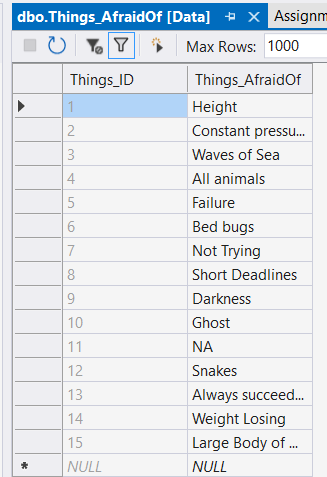 dbo.Things_AfraidOf [Data] Assignm
Max Rows: 1000
Things_ID Things_AfraidOf
1 Height
2 Constant pressu...
3 Waves of Sea
4 All animals
5 Failure
6 Bed bugs
7 Not Trying
8 Short Deadlines
9 Darkness
10 Ghost
11 NA
12 Snakes
13 Always succeed...
14 Weight Losing
15 Large Body of ...
NULL NULL